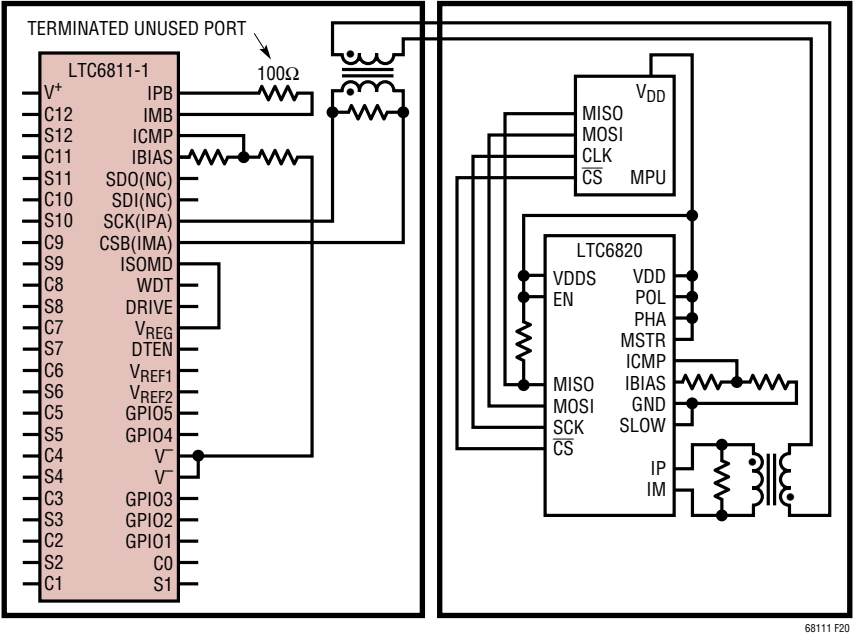 TERMINATED UNUSED PORT
100Ω
LTC6811-1
V+
C12
S12
C11
S11
C10
S10
C9
S9
C8
S8
C7
S7
C6
S6
C5
S5
C4
S4
C3
S3
C2
S2
C1
IPB
IMB
ICMP
IBIAS
SDO(NC)
SDI(NC)
SCK(IPA)
CSB(IMA)
ISOMD
WDT
DRIVE
VREG
DTEN
VREF1
VREF2
GPIO5
GPIO4
V–
V–
GPIO3
GPIO2
GPIO1
C0
S1
VDD
MISO
MOSI
CLK
CS
MPU
LTC6820
VDDS
EN
MISO
MOSI
SCK
CS
VDD
POL
PHA
MSTR
ICMP
IBIAS
GND
SLOW
IP
IM
68111 F20